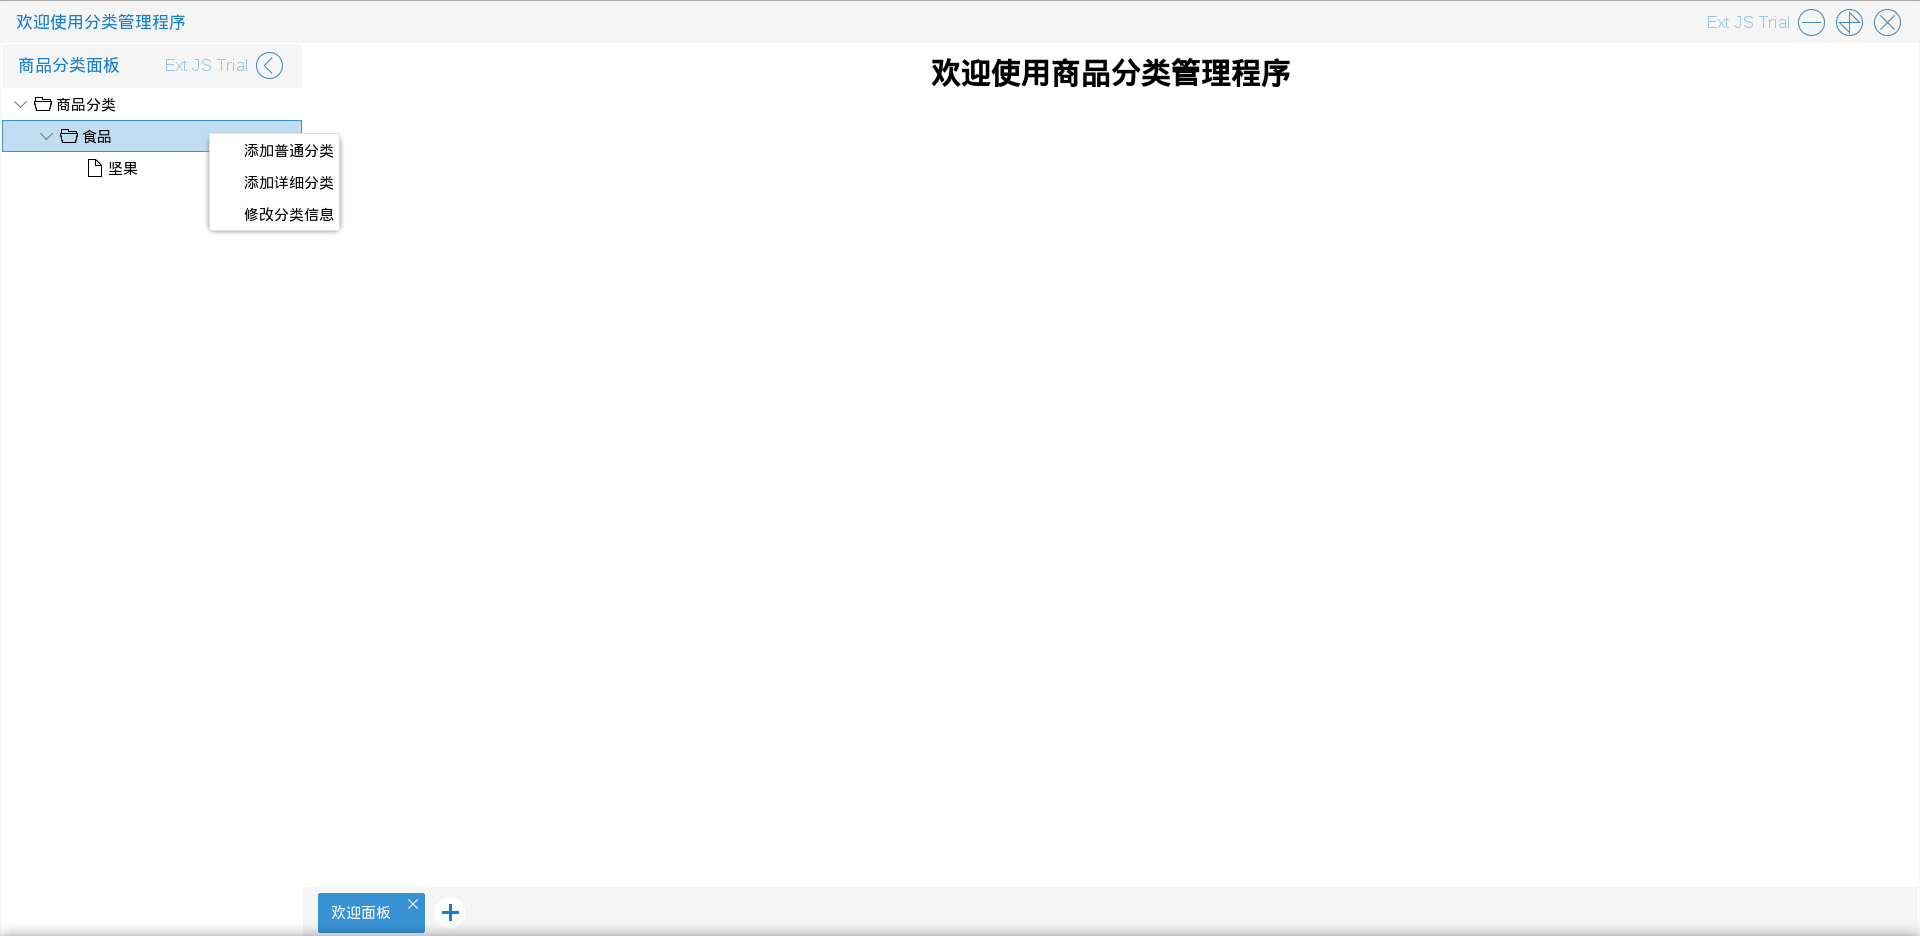 欢迎使用分类管理程序
Ext JS Trial
商品分类面板
Ext JS Trial
欢迎使用商品分类管理程序
商品分类
食品
坚果
添加普通分类
添加详细分类
修改分类信息
欢迎面板